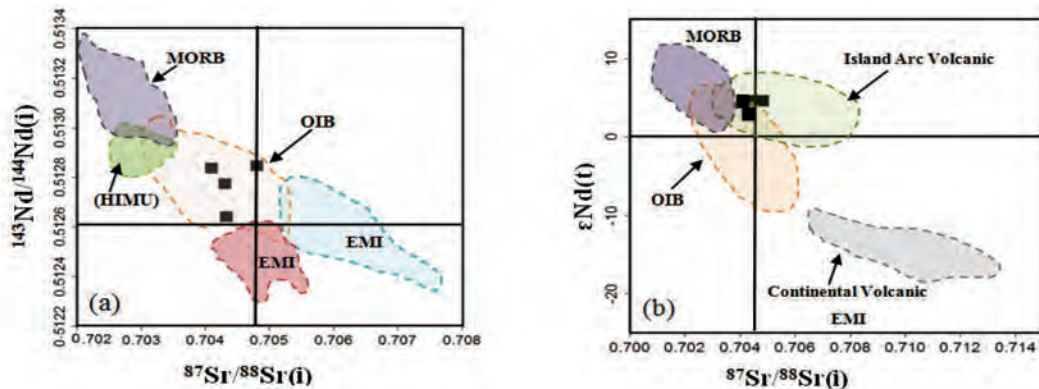 (a)
¹⁴³Nd/¹⁴⁴Nd(i)
0.5134
0.5132
0.5130
0.5128
0.5126
0.5124
0.5122
MORB
OIB
(HIMU)
EMI
EMI
0.702 0.703 0.704 0.705 0.706 0.707 0.708
⁸⁷Sr/⁸⁸Sr(i)
(b)
εNd(t)
10
0
-10
-20
MORB
Island Arc Volcanic
OIB
Continental Volcanic
EMI
0.700 0.702 0.704 0.706 0.708 0.710 0.712 0.714
⁸⁷Sr/⁸⁸Sr(i)